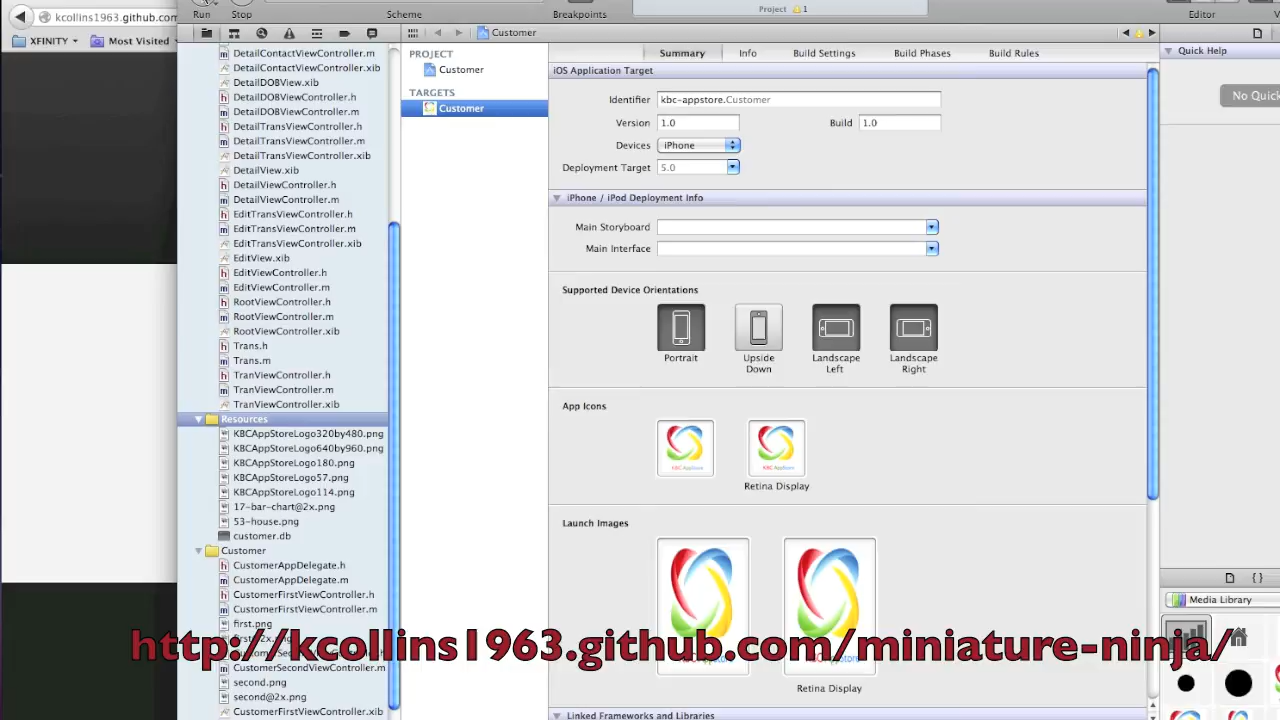 kcollins1963.github.com
Run
Stop
Scheme
Breakpoints
Project
1
Editor
XFINITY
Most Visited
Customer
Quick Help
No Quick
DetailContactViewController.m
DetailContactViewController.xib
DetailDOBView.xib
DetailDOBViewController.h
DetailDOBViewController.m
DetailTransViewController.h
DetailTransViewController.m
DetailTransViewController.xib
DetailView.xib
DetailViewController.h
DetailViewController.m
EditTransViewController.h
EditTransViewController.m
EditTransViewController.xib
EditView.xib
EditViewController.h
EditViewController.m
RootViewController.h
RootViewController.m
RootViewController.xib
Trans.h
Trans.m
TranViewController.h
TranViewController.m
TranViewController.xib
Resources
KBCAppStoreLogo320by480.png
KBCAppStoreLogo640by960.png
KBCAppStoreLogo180.png
KBCAppStoreLogo57.png
KBCAppStoreLogo114.png
17-bar-chart@2x.png
53-house.png
customer.db
Customer
CustomerAppDelegate.h
CustomerAppDelegate.m
CustomerFirstViewController.h
CustomerFirstViewController.m
first.png
CustomerSecondViewController.m
second.png
second@2x.png
CustomerFirstViewController.xib
PROJECT
Customer
TARGETS
Customer
Summary
Info
Build Settings
Build Phases
Build Rules
iOS Application Target
Identifier kbc-appstore.Customer
Version 1.0 Build 1.0
Devices iPhone
Deployment Target 5.0
iPhone / iPod Deployment Info
Main Storyboard
Main Interface
Supported Device Orientations
Portrait
Upside Down
Landscape Left
Landscape Right
App Icons
Retina Display
Launch Images
Retina Display
Linked Frameworks and Libraries
{ }
Media Library
http://kcollins1963.github.com/miniature-ninja/